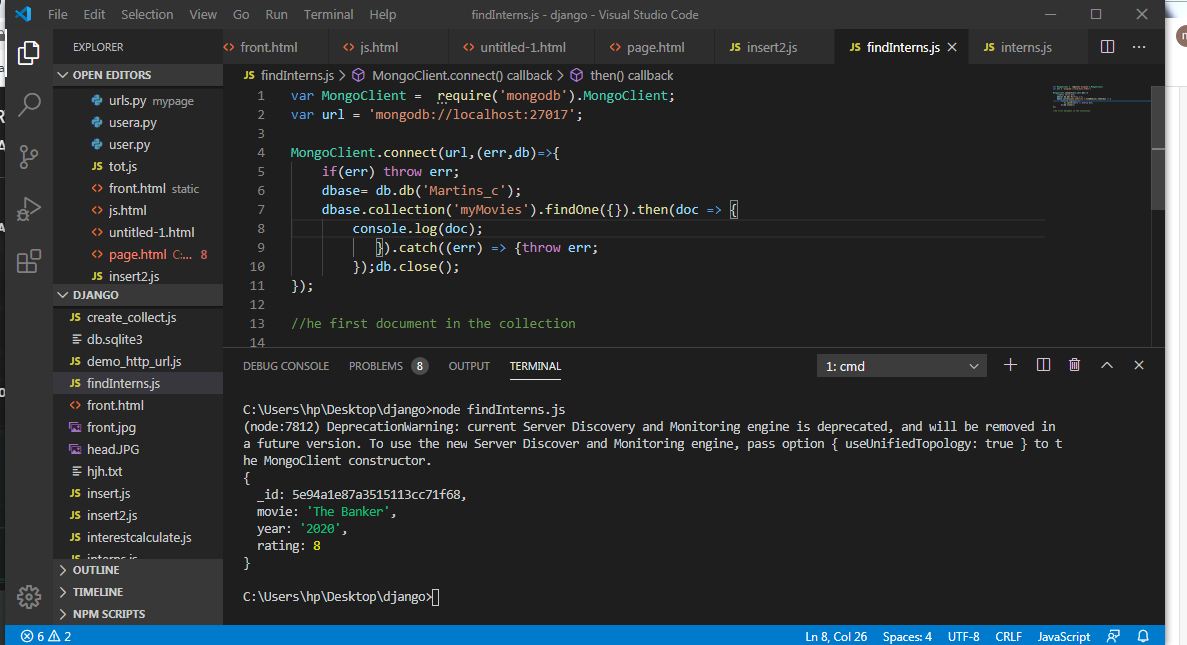 File Edit Selection View Go Run Terminal Help findInterns.js - django - Visual Studio Code
EXPLORER
front.html js.html untitled-1.html page.html JS insert2.js JS findInterns.js JS interns.js
OPEN EDITORS
urls.py mypage
usera.py
user.py
JS tot.js
front.html static
js.html
untitled-1.html
page.html C:... 8
JS insert2.js
DJANGO
JS create_collect.js
db.sqlite3
JS demo_http_url.js
JS findInterns.js
front.html
front.jpg
head.JPG
hjh.txt
JS insert.js
JS insert2.js
JS interestcalculate.js
JS interns.js
OUTLINE
TIMELINE
NPM SCRIPTS
JS findInterns.js > MongoClient.connect() callback > then() callback
1 var MongoClient =  require('mongodb').MongoClient;
2 var url = 'mongodb://localhost:27017';
3
4 MongoClient.connect(url,(err,db)=>{
5 if(err) throw err;
6 dbase= db.db('Martins_c');
7 dbase.collection('myMovies').findOne({}).then(doc => {
8 console.log(doc);
9 }).catch((err) => {throw err;
10 });db.close();
11 });
12
13 //he first document in the collection
14
DEBUG CONSOLE PROBLEMS 8 OUTPUT TERMINAL 1: cmd
C:\Users\hp\Desktop\django>node findInterns.js
(node:7812) DeprecationWarning: current Server Discovery and Monitoring engine is deprecated, and will be removed in
a future version. To use the new Server Discover and Monitoring engine, pass option { useUnifiedTopology: true } to t
he MongoClient constructor.
{
_id: 5e94a1e87a3515113cc71f68,
movie: 'The Banker',
year: '2020',
rating: 8
}
C:\Users\hp\Desktop\django>
6 2 Ln 8, Col 26 Spaces: 4 UTF-8 CRLF JavaScript